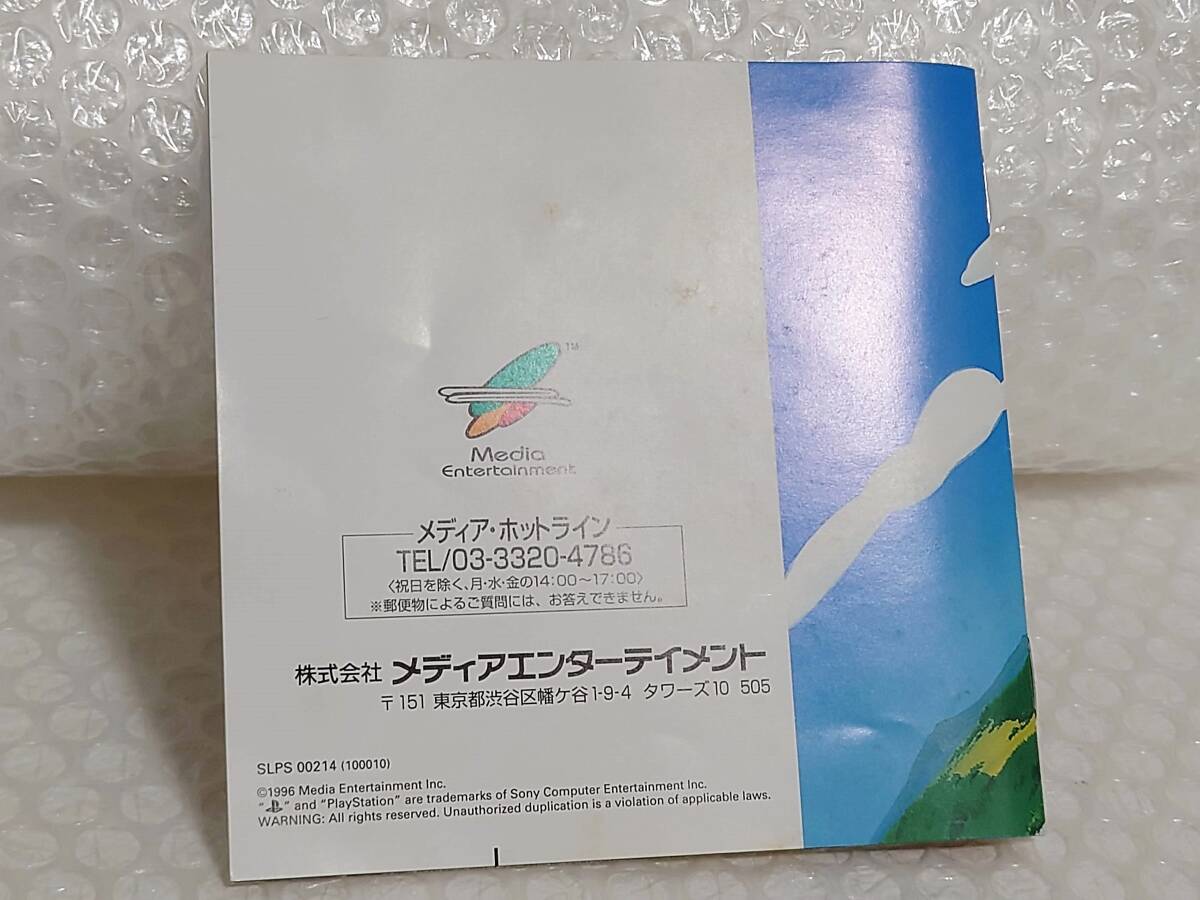 TM
Media
Entertainment
メディア・ホットライン
TEL/03-3320-4786
〈祝日を除く、月・水・金の14:00〜17:00〉
※郵便物によるご質問には、お答えできません。
株式会社 メディアエンターテイメント
〒151 東京都渋谷区幡ケ谷1-9-4 タワーズ10 505
SLPS 00214 (100010)
©1996 Media Entertainment Inc.
" " and "PlayStation" are trademarks of Sony Computer Entertainment Inc.
WARNING: All rights reserved. Unauthorized duplication is a violation of applicable laws.